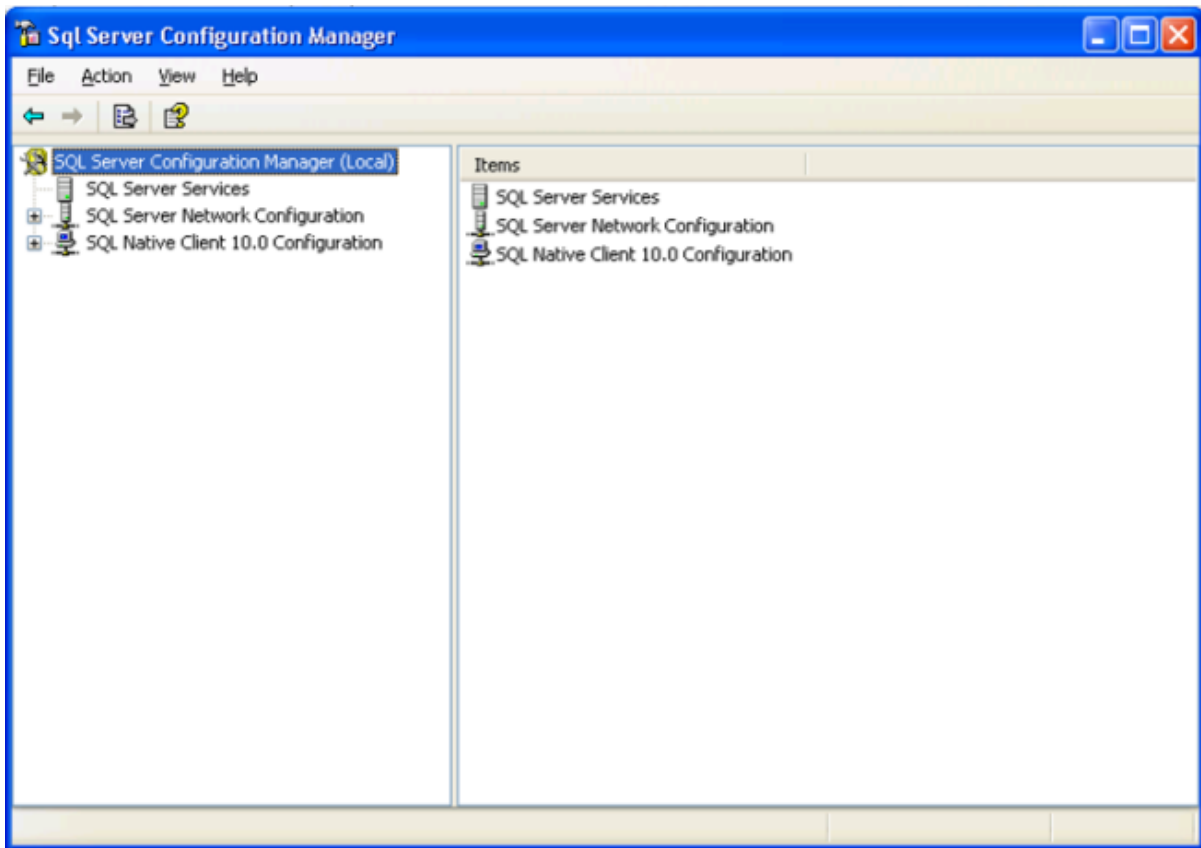 Sql Server Configuration Manager
File Action View Help
SQL Server Configuration Manager (Local)
SQL Server Services
SQL Server Network Configuration
SQL Native Client 10.0 Configuration
Items
SQL Server Services
SQL Server Network Configuration
SQL Native Client 10.0 Configuration